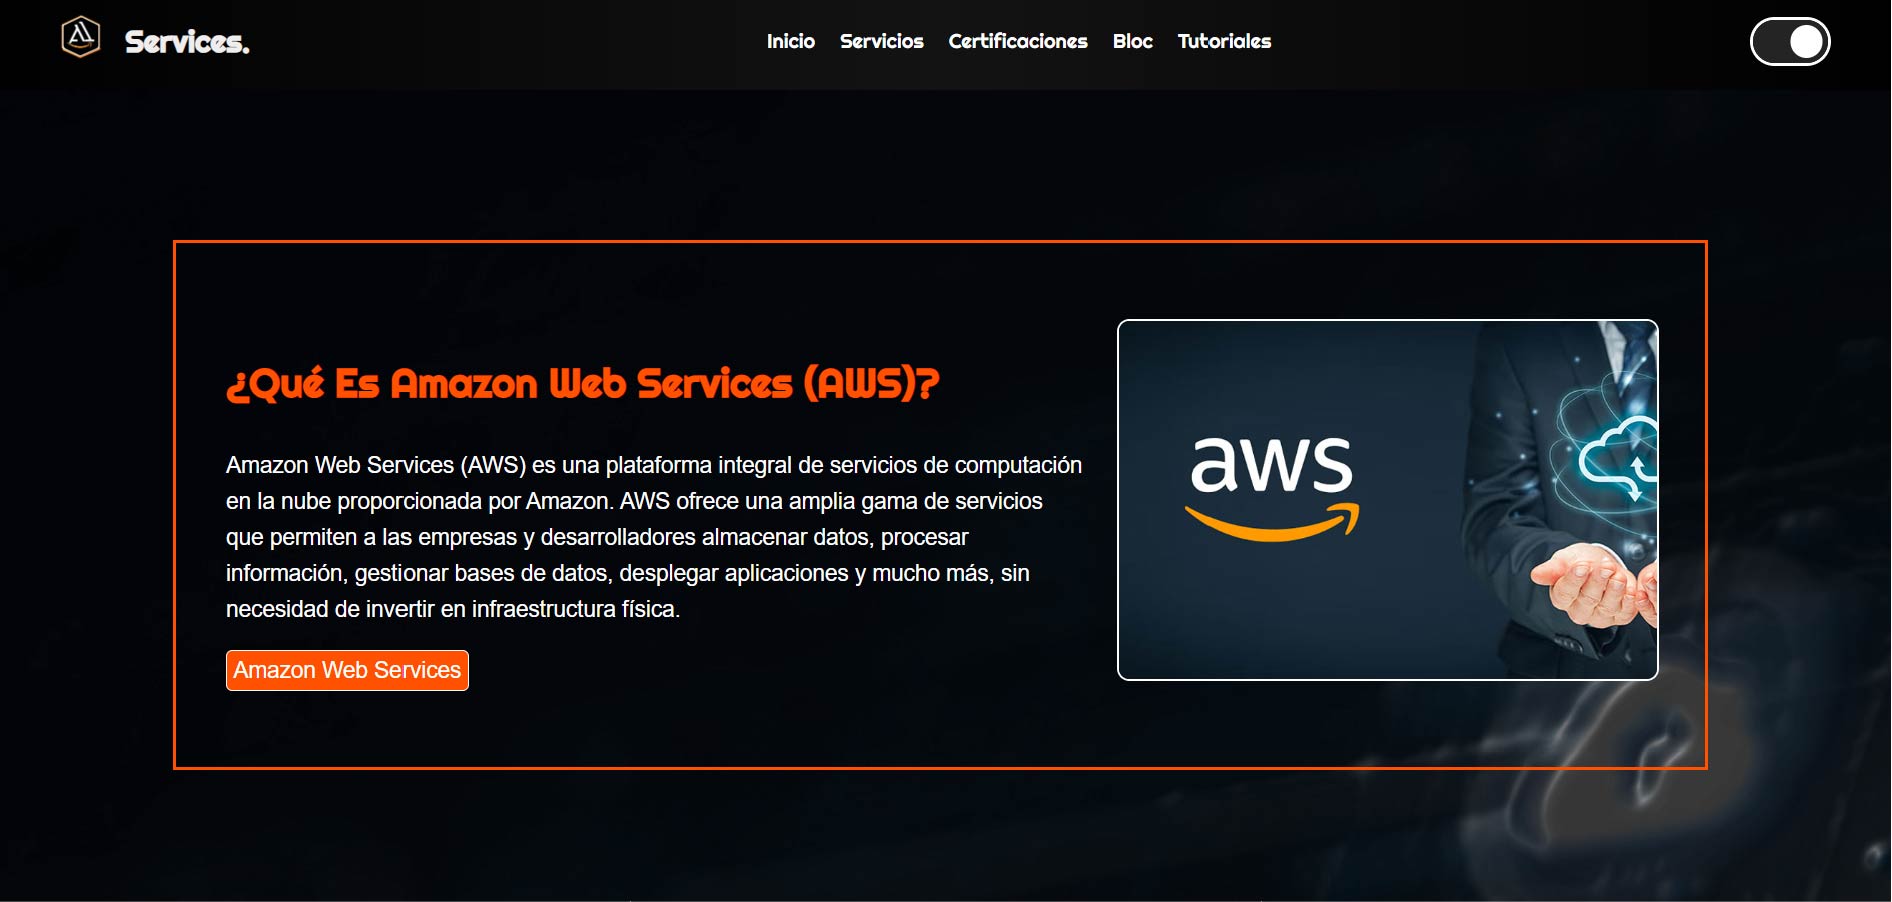 Services.
Inicio Servicios Certificaciones Bloc Tutoriales
¿Qué Es Amazon Web Services (AWS)?
Amazon Web Services (AWS) es una plataforma integral de servicios de computación
en la nube proporcionada por Amazon. AWS ofrece una amplia gama de servicios
que permiten a las empresas y desarrolladores almacenar datos, procesar
información, gestionar bases de datos, desplegar aplicaciones y mucho más, sin
necesidad de invertir en infraestructura física.
Amazon Web Services
aws